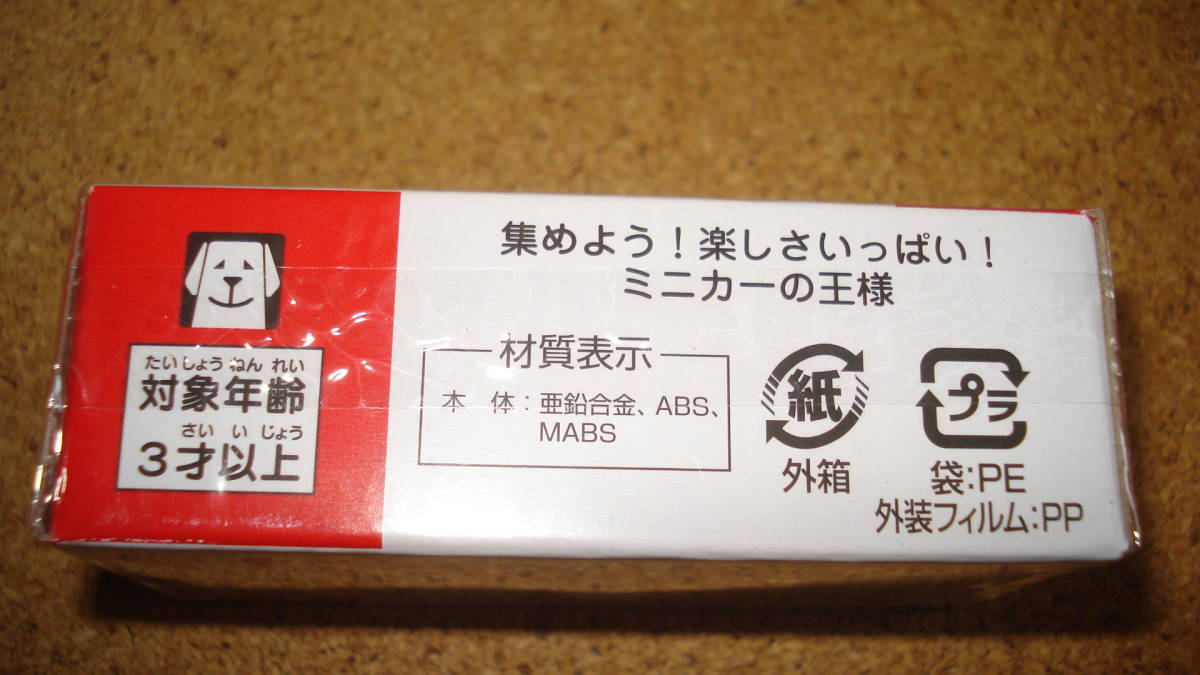 集めよう！楽しさいっぱい！
ミニカーの王様
たいしょうねんれい
対象年齢
さいいじょう
3才以上
材質表示
本 体：亜鉛合金、ABS、
MABS
紙
外箱
プラ
袋：PE
外装フィルム：PP